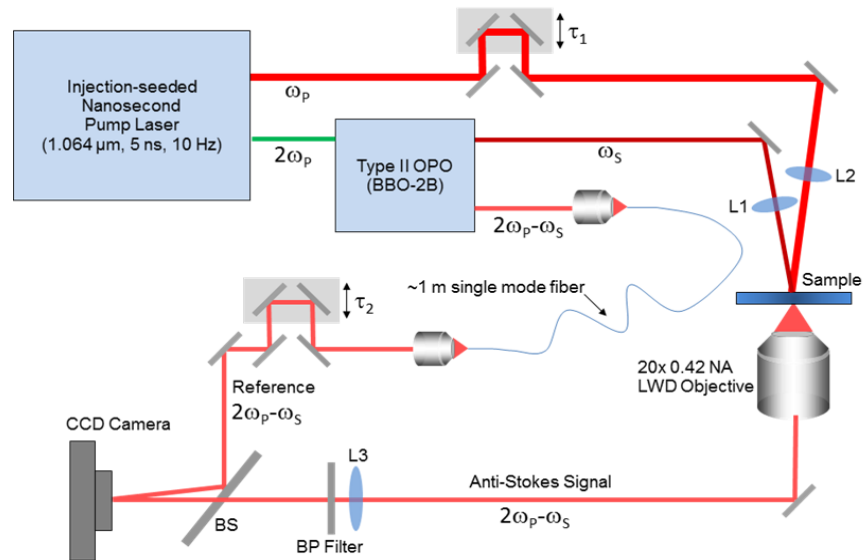 Injection-seeded
Nanosecond
Pump Laser
(1.064 µm, 5 ns, 10 Hz)
ωₚ
τ₁
2ωₚ
Type II OPO
(BBO-2B)
ωₛ
2ωₚ-ωₛ
L2
L1
Sample
~1 m single mode fiber
τ₂
20x 0.42 NA
LWD Objective
Reference
2ωₚ-ωₛ
CCD Camera
L3
Anti-Stokes Signal
2ωₚ-ωₛ
BS
BP Filter